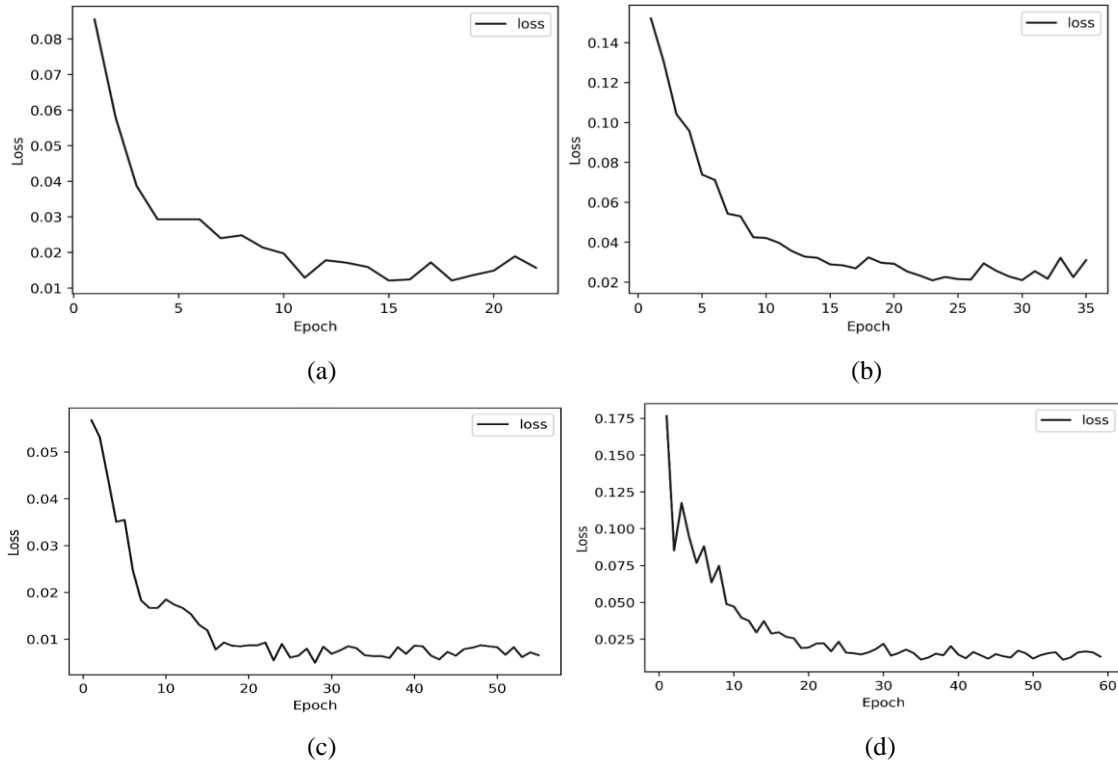 loss
0.08
0.07
0.06
0.05
0.04
0.03
0.02
0.01
Loss
0 5 10 15 20
Epoch
(a)
loss
0.14
0.12
0.10
0.08
0.06
0.04
0.02
Loss
0 5 10 15 20 25 30 35
Epoch
(b)
loss
0.05
0.04
0.03
0.02
0.01
Loss
0 10 20 30 40 50
Epoch
(c)
loss
0.175
0.150
0.125
0.100
0.075
0.050
0.025
Loss
0 10 20 30 40 50 60
Epoch
(d)